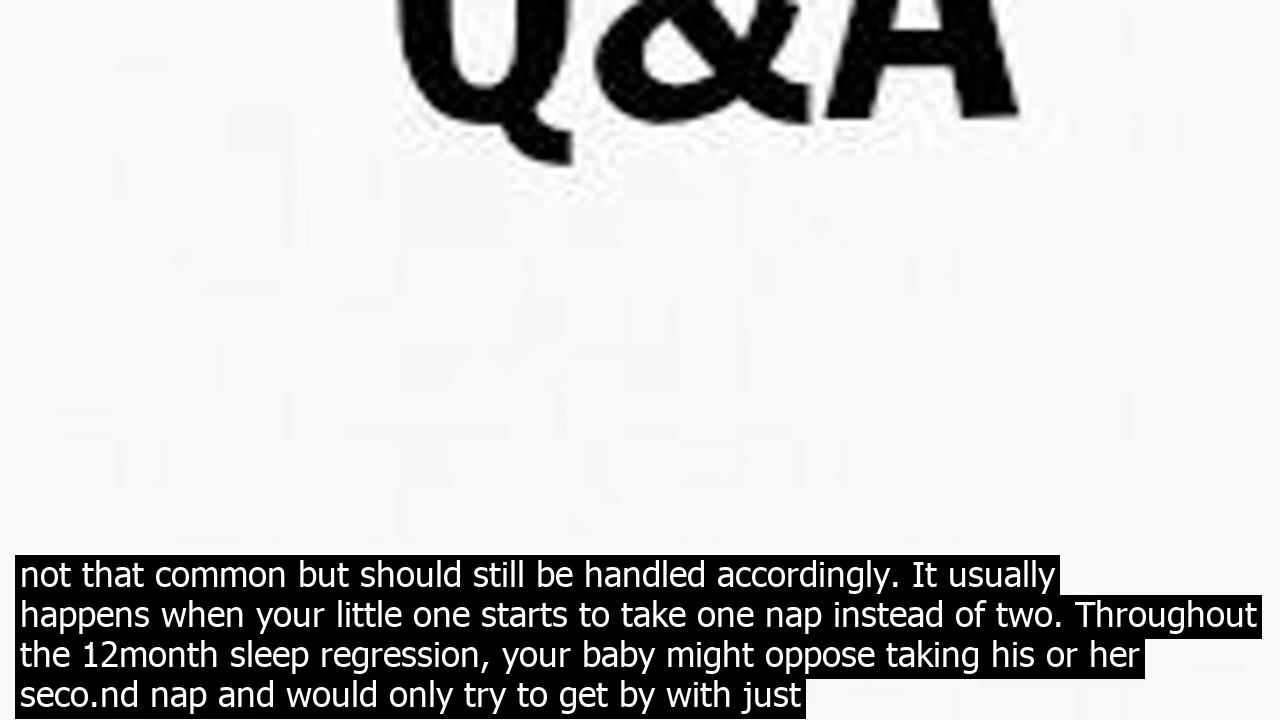 Q&A
not that common but should still be handled accordingly. It usually
happens when your little one starts to take one nap instead of two. Throughout
the 12month sleep regression, your baby might oppose taking his or her
seco.nd nap and would only try to get by with just